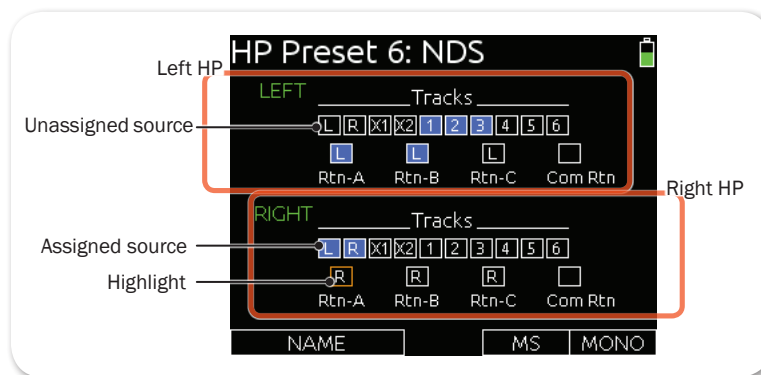 HP Preset 6: NDS
Left HP
LEFT
Tracks
Unassigned source
L R X1 X2 1 2 3 4 5 6
L L L
Rtn-A Rtn-B Rtn-C Com Rtn
Right HP
RIGHT
Tracks
Assigned source
L R X1 X2 1 2 3 4 5 6
Highlight
R R R
Rtn-A Rtn-B Rtn-C Com Rtn
NAME MS MONO